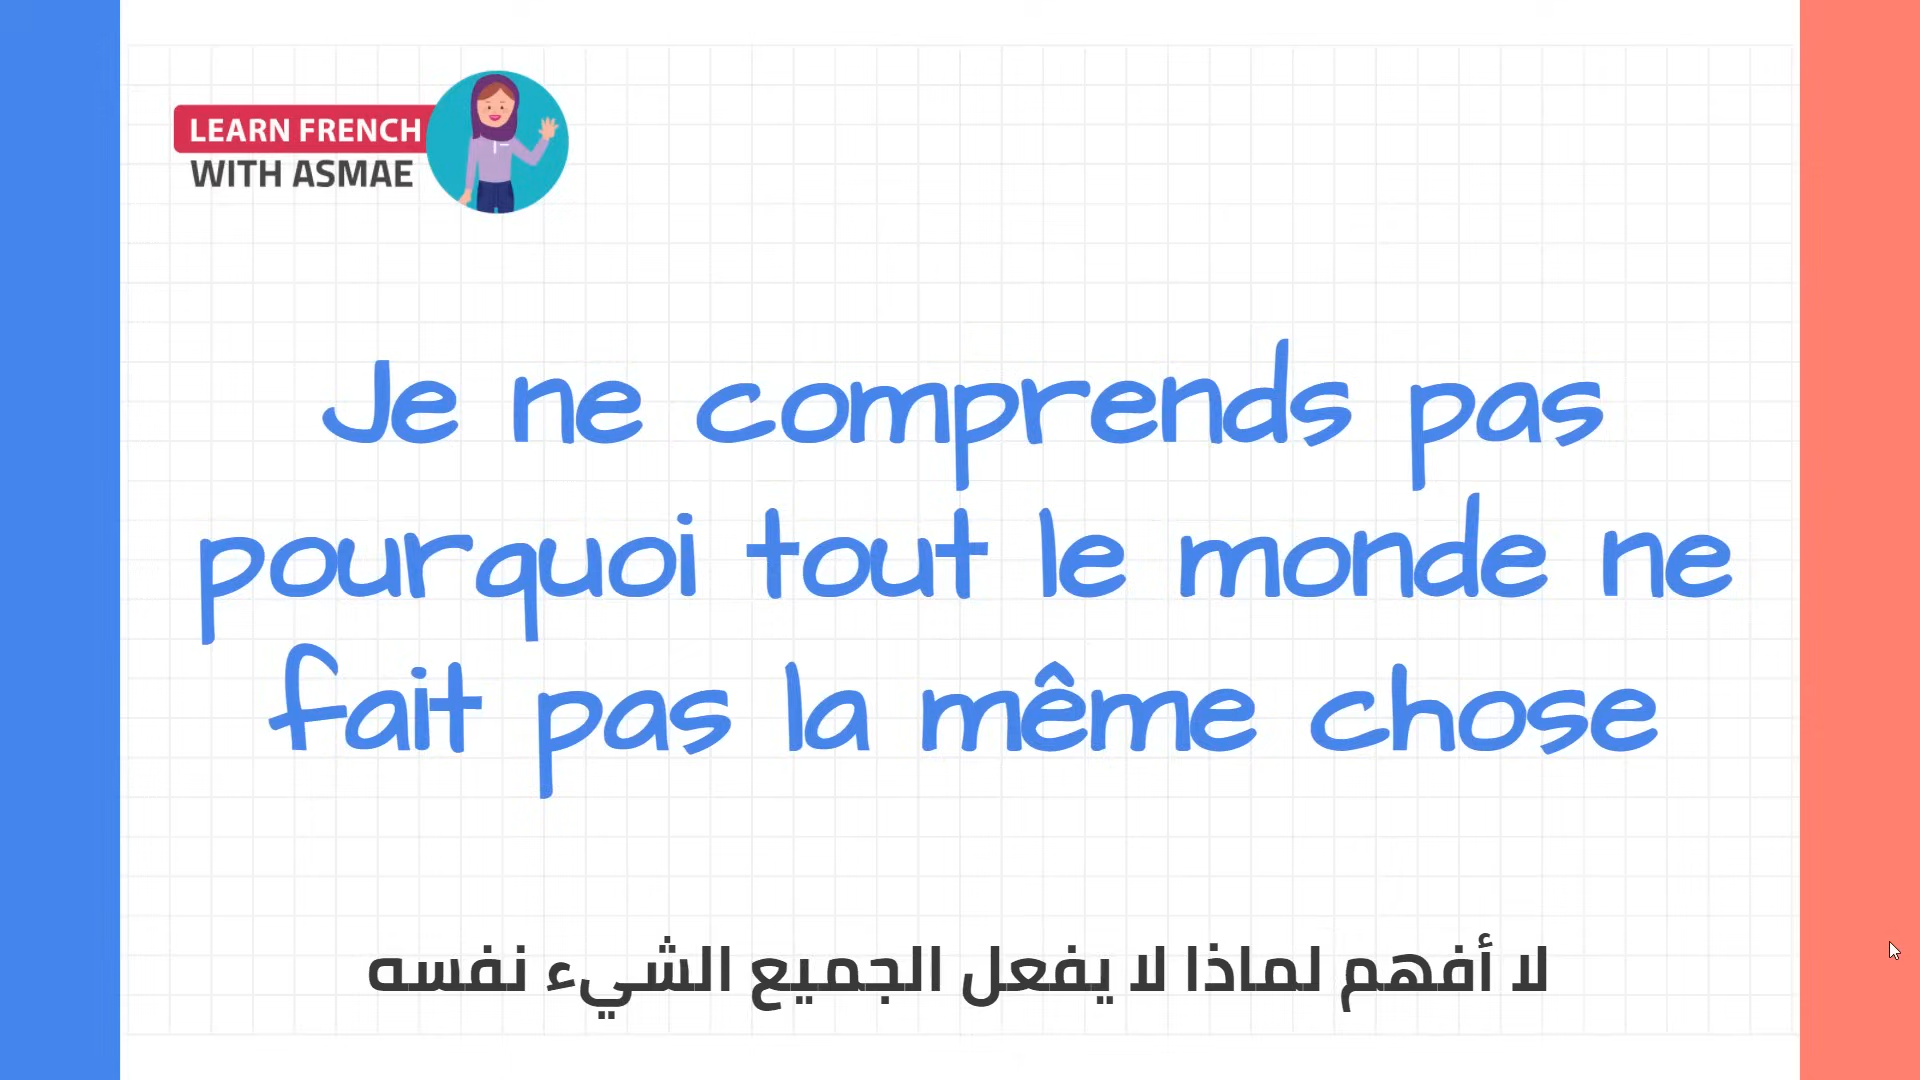 LEARN FRENCH
WITH ASMAE
Je ne comprends pas
pourquoi tout le monde ne
fait pas la même chose
لا أفهم لماذا لا يفعل الجميع الشيء نفسه